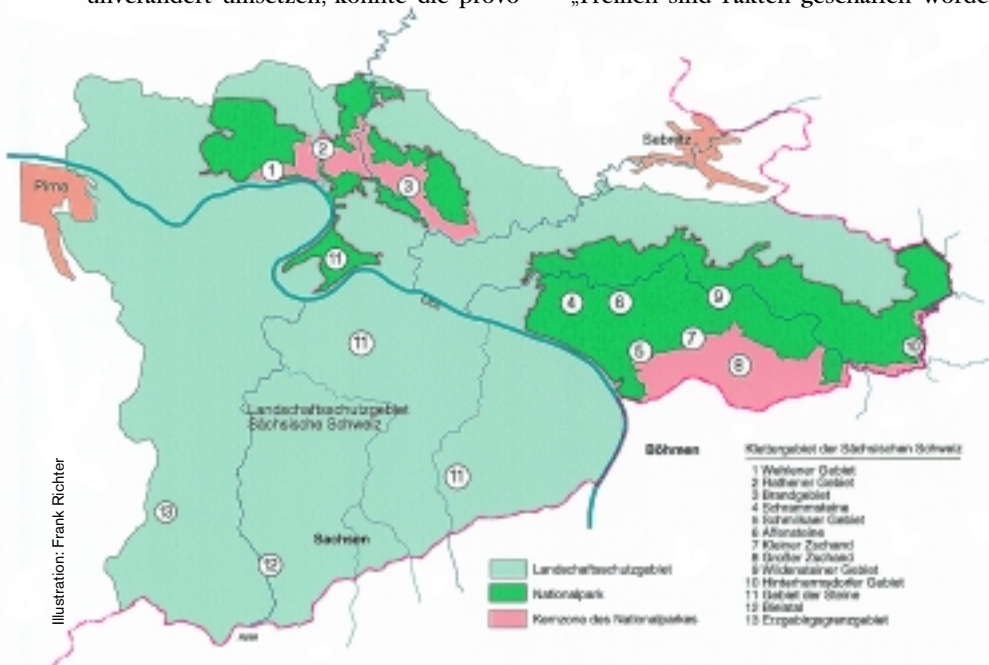 unverändert umsetzen, könnte die provo-
„Hiermit sind Fakten geschaffen worde
Sebnitz
Pirna
1
2
3
11
4
6
9
5
7
8
10
11
Landschaftsschutzgebiet
Sächsische Schweiz
11
13
12
Sachsen
Böhmen
Illustration: Frank Richter
Landschaftsschutzgebiet
Nationalpark
Kernzone des Nationalparkes
Klettergebiet der Sächsischen Schweiz
1 Wehlener Gebiet
2 Rathener Gebiet
3 Brandgebiet
4 Schrammsteine
5 Schmilkaer Gebiet
6 Affensteine
7 Kleiner Zschand
8 Großer Zschand
9 Wildensteiner Gebiet
10 Hinterhermsdorfer Gebiet
11 Gebiet der Steine
12 Bielatal
13 Erzgebirgsgrenzgebiet